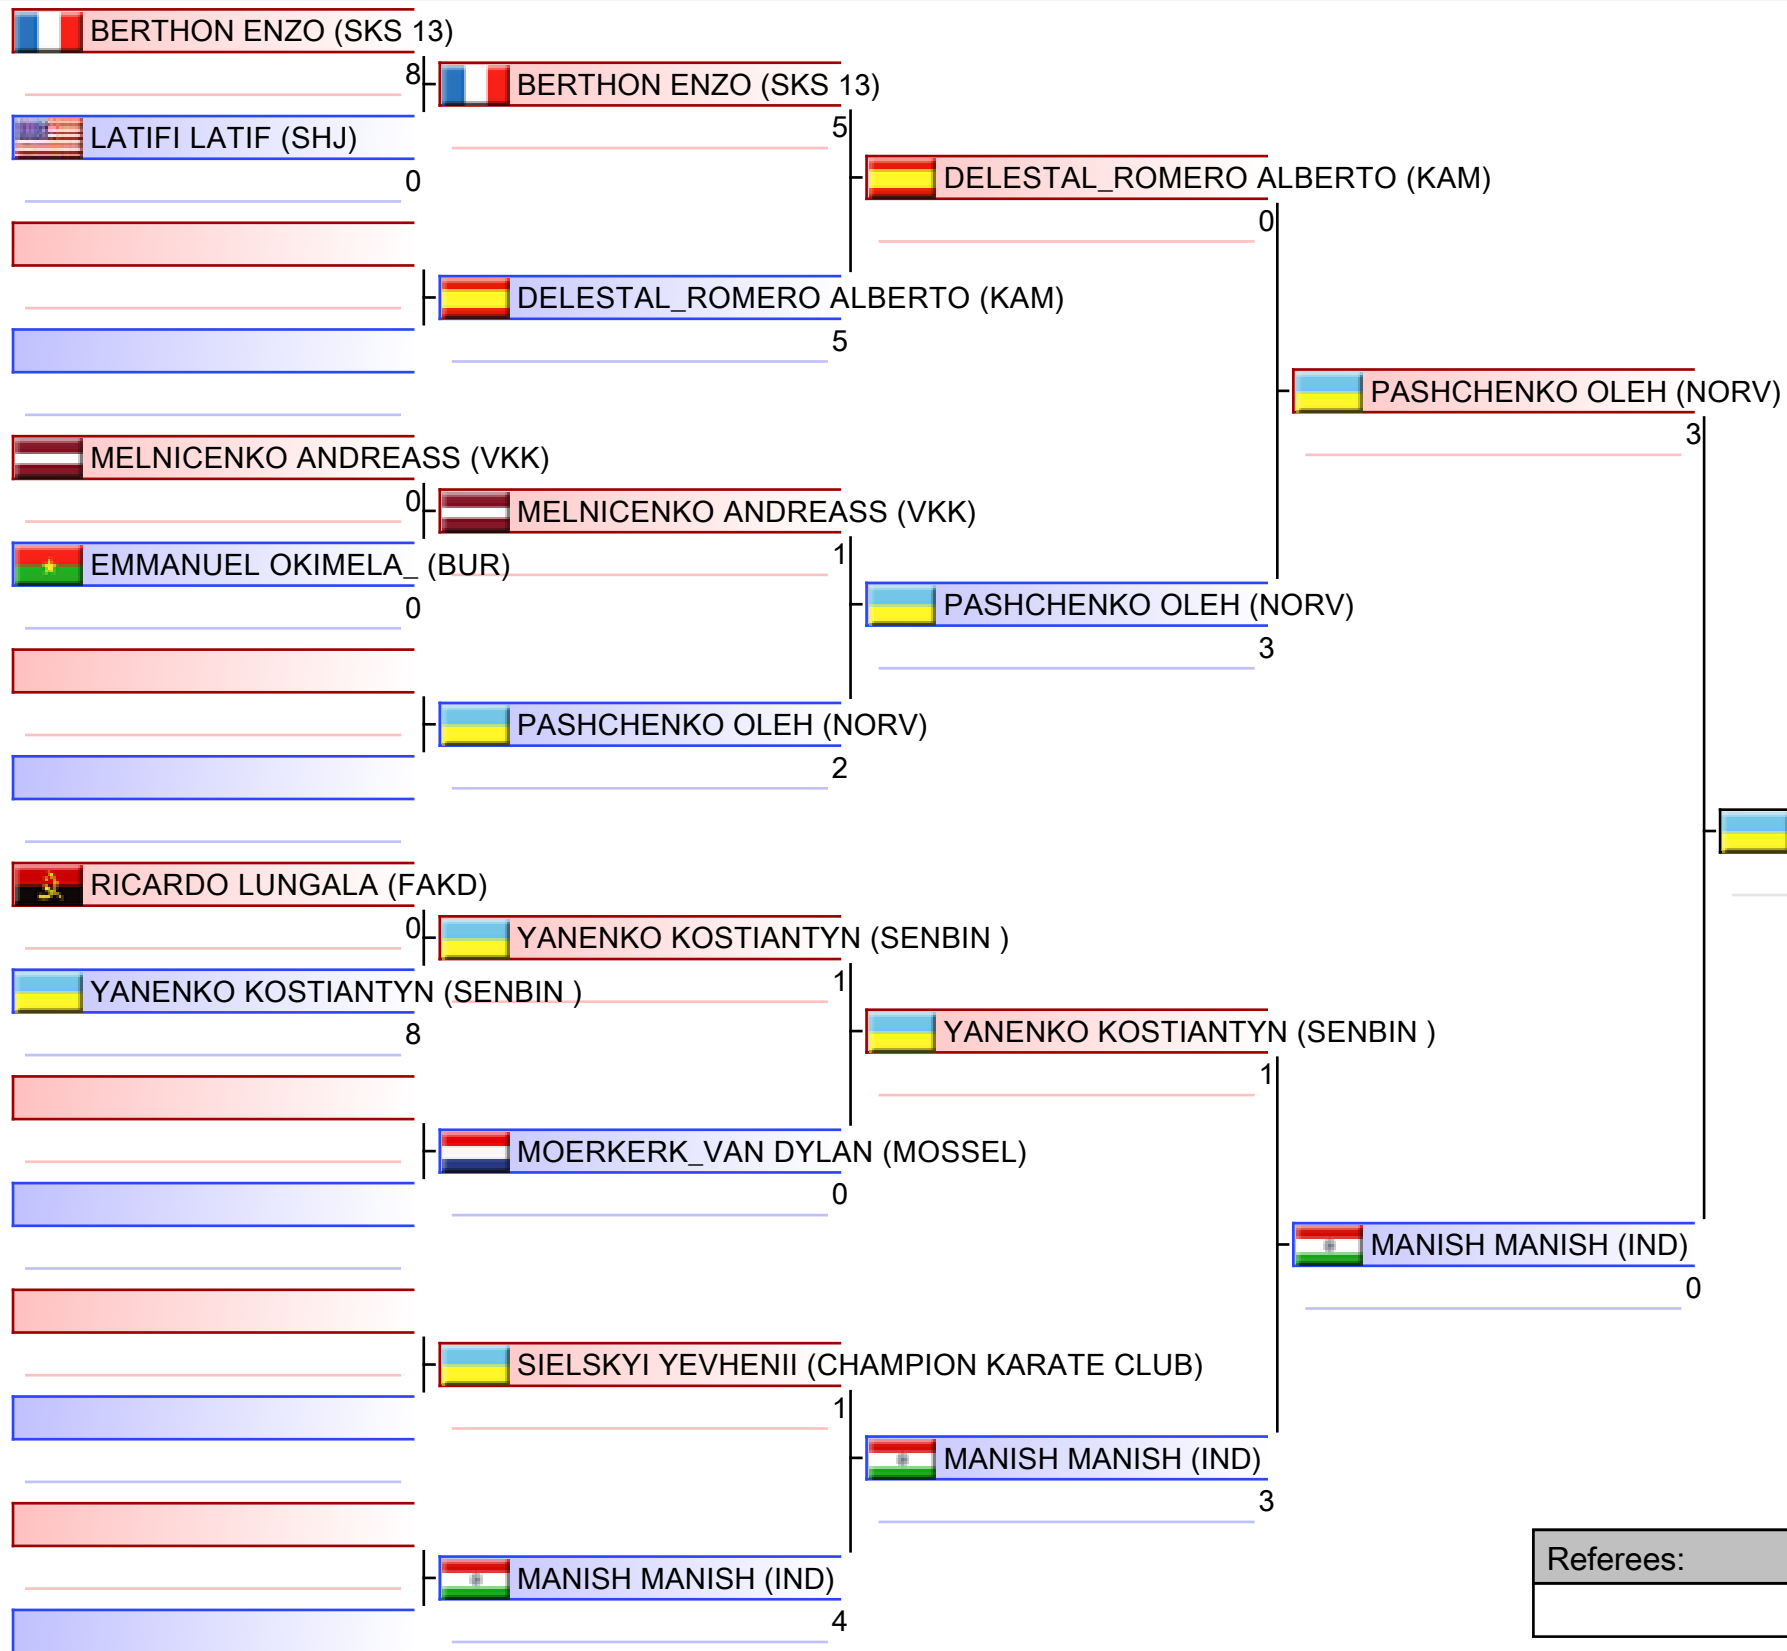 BERTHON ENZO (SKS 13)
8
LATIFI LATIF (SHJ)
0
MELNICENKO ANDREASS (VKK)
0
EMMANUEL OKIMELA_ (BUR)
0
RICARDO LUNGALA (FAKD)
0
YANENKO KOSTIANTYN (SENBIN )
8
BERTHON ENZO (SKS 13)
5
DELESTAL_ROMERO ALBERTO (KAM)
5
MELNICENKO ANDREASS (VKK)
1
PASHCHENKO OLEH (NORV)
2
YANENKO KOSTIANTYN (SENBIN )
1
MOERKERK_VAN DYLAN (MOSSEL)
0
SIELSKYI YEVHENII (CHAMPION KARATE CLUB)
1
MANISH MANISH (IND)
4
DELESTAL_ROMERO ALBERTO (KAM)
0
PASHCHENKO OLEH (NORV)
3
YANENKO KOSTIANTYN (SENBIN )
1
MANISH MANISH (IND)
3
PASHCHENKO OLEH (NORV)
3
MANISH MANISH (IND)
0
Referees: